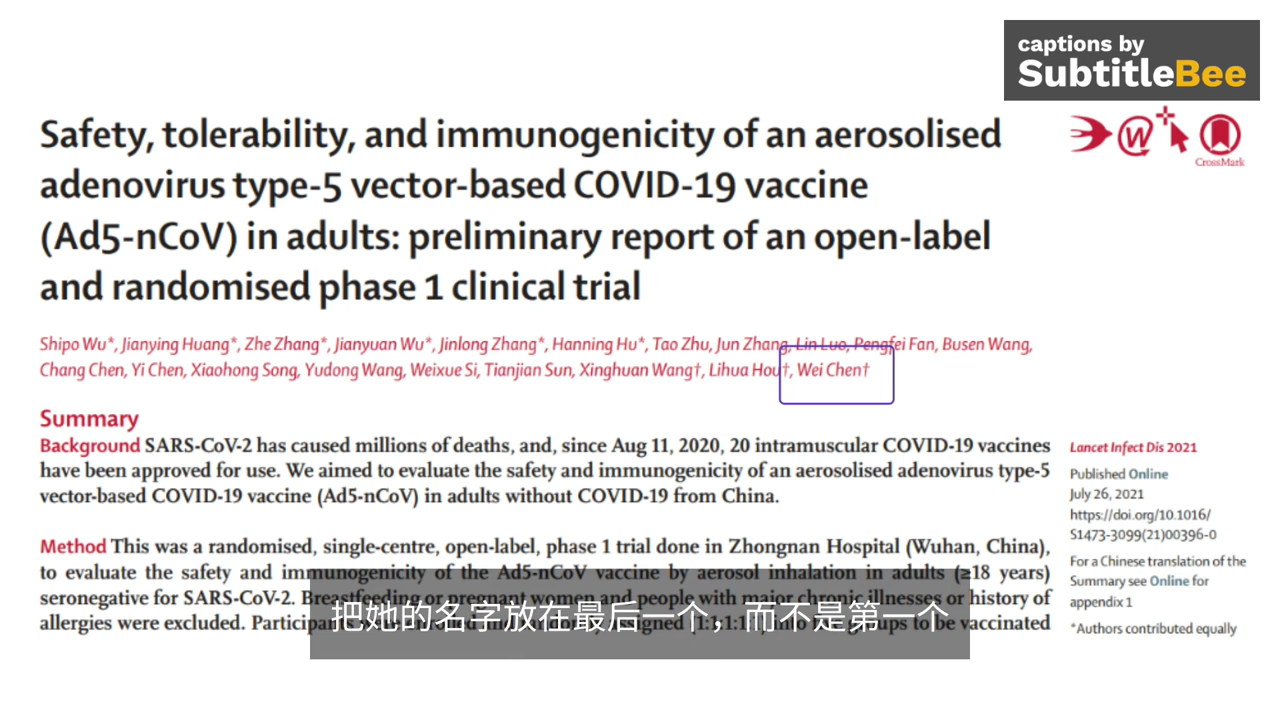 captions by
SubtitleBee
Safety, tolerability, and immunogenicity of an aerosolised
adenovirus type-5 vector-based COVID-19 vaccine
(Ad5-nCoV) in adults: preliminary report of an open-label
and randomised phase 1 clinical trial
CrossMark
Shipo Wu*, Jianying Huang*, Zhe Zhang*, Jianyuan Wu*, Jinlong Zhang*, Hanning Hu*, Tao Zhu, Jun Zhang, Lin Luo, Pengfei Fan, Busen Wang,
Chang Chen, Yi Chen, Xiaohong Song, Yudong Wang, Weixue Si, Tianjian Sun, Xinghuan Wang†, Lihua Hou†, Wei Chen†
Summary
Background SARS-CoV-2 has caused millions of deaths, and, since Aug 11, 2020, 20 intramuscular COVID-19 vaccines
have been approved for use. We aimed to evaluate the safety and immunogenicity of an aerosolised adenovirus type-5
vector-based COVID-19 vaccine (Ad5-nCoV) in adults without COVID-19 from China.
Method This was a randomised, single-centre, open-label, phase 1 trial done in Zhongnan Hospital (Wuhan, China),
to evaluate the safety and immunogenicity of the Ad5-nCoV vaccine by aerosol inhalation in adults (≥18 years)
seronegative for SARS-CoV-2. Breastfeeding or pregnant women and people with major chronic illnesses or history of
allergies were excluded. Participants assigned (1:1:1:1:1) into groups to be vaccinated
把她的名字放在最后一个，而不是第一个
Lancet Infect Dis 2021
Published Online
July 26, 2021
https://doi.org/10.1016/
S1473-3099(21)00396-0
For a Chinese translation of the
Summary see Online for
appendix 1
*Authors contributed equally